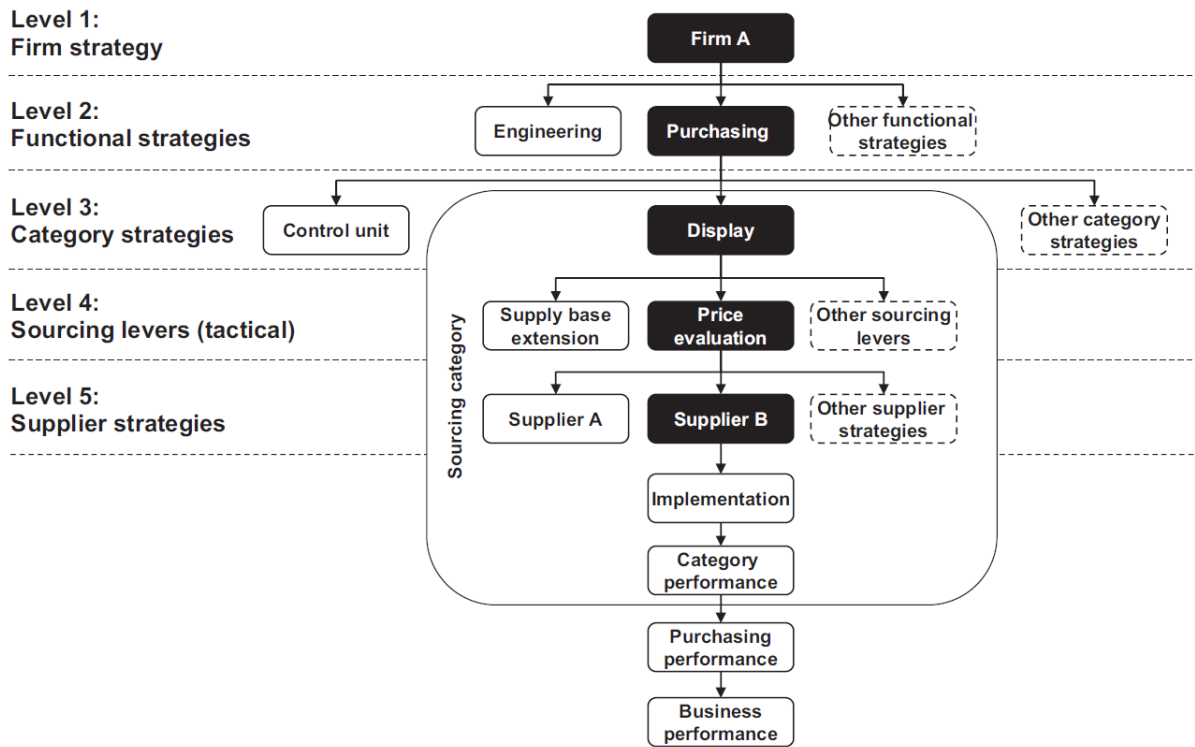 Level 1:
Firm strategy
Firm A
Level 2:
Functional strategies
Engineering
Purchasing
Other functional
strategies
Level 3:
Category strategies
Control unit
Display
Other category
strategies
Level 4:
Sourcing levers (tactical)
Sourcing category
Supply base
extension
Price
evaluation
Other sourcing
levers
Level 5:
Supplier strategies
Supplier A
Supplier B
Other supplier
strategies
Implementation
Category
performance
Purchasing
performance
Business
performance